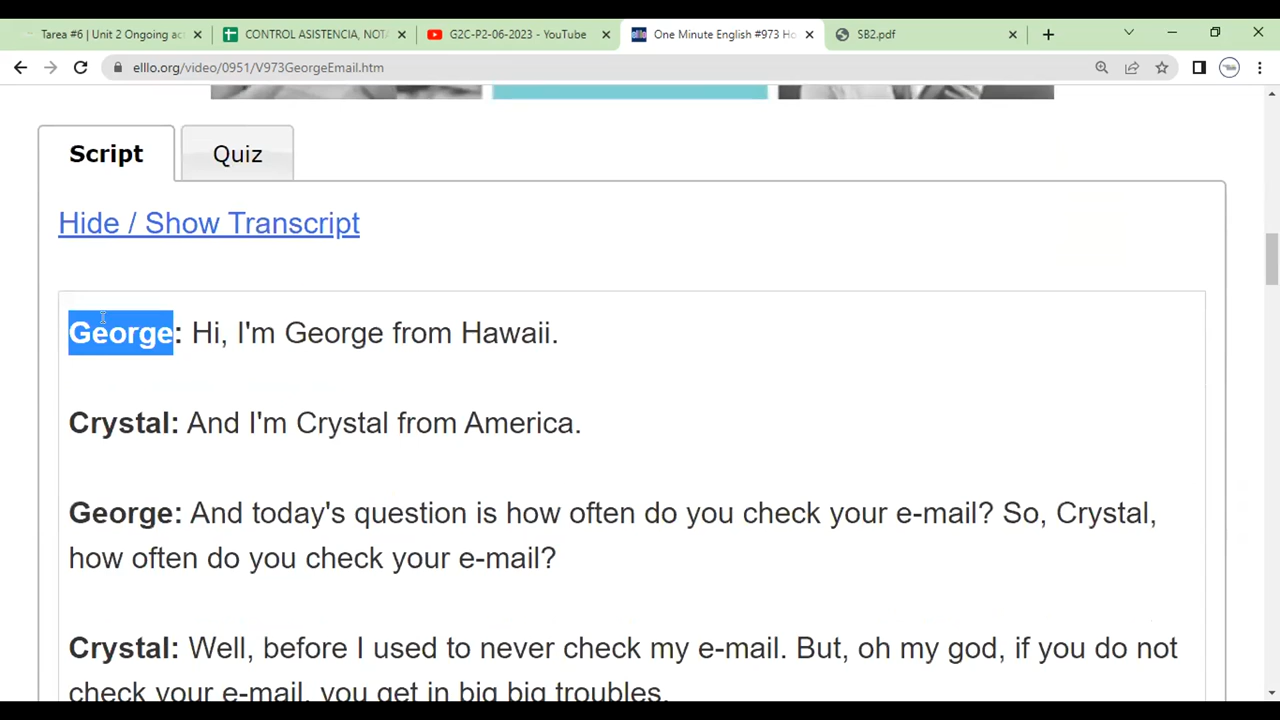 Tarea #6 | Unit 2 Ongoing ac
CONTROL ASISTENCIA, NOT
G2C-P2-06-2023 - YouTube
One Minute English #973 Ho
SB2.pdf
elllo.org/video/0951/V973GeorgeEmail.htm
Script
Quiz
Hide / Show Transcript
George: Hi, I'm George from Hawaii.
Crystal: And I'm Crystal from America.
George: And today's question is how often do you check your e-mail? So, Crystal,
how often do you check your e-mail?
Crystal: Well, before I used to never check my e-mail. But, oh my god, if you do not
check your e-mail, you get in big big troubles.